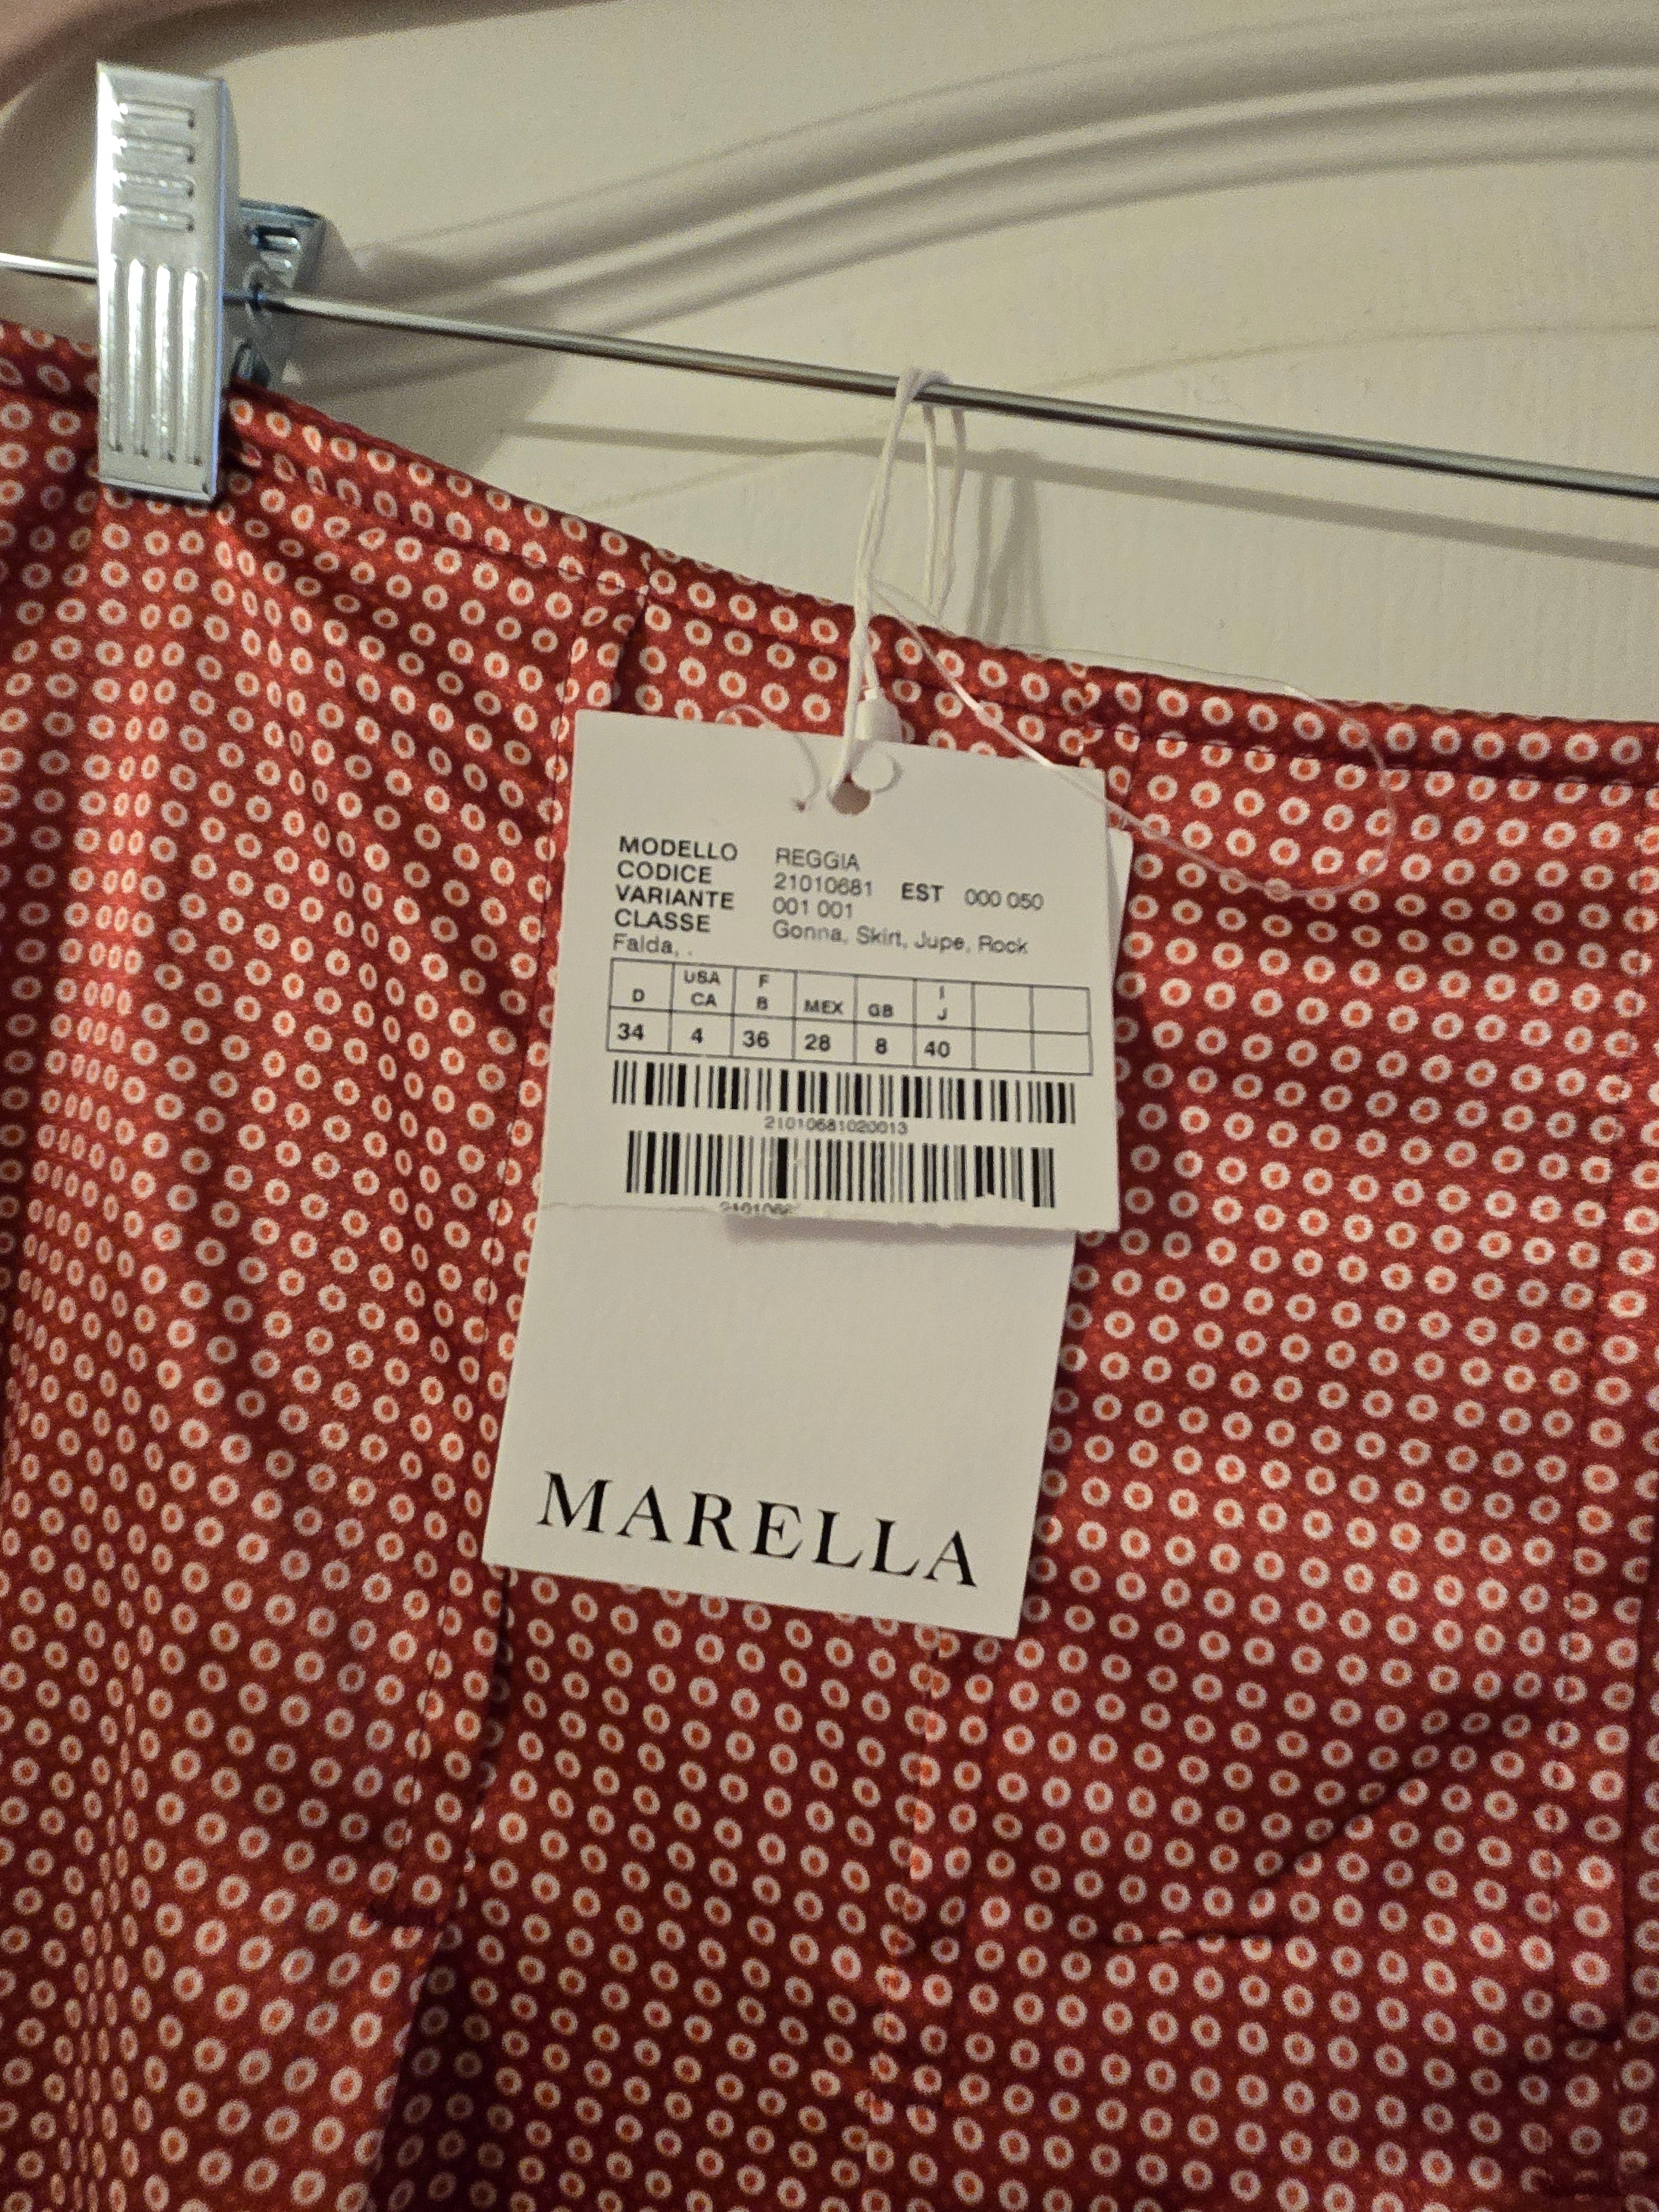 MODELLO REGGIA
CODICE 21010681 EST 000 050
VARIANTE 001 001
CLASSE Gonna, Skirt, Jupe, Rock
Falda, .
D USA CA F B MEX GB I J
34 4 36 28 8 40
21010681020013
MARELLA